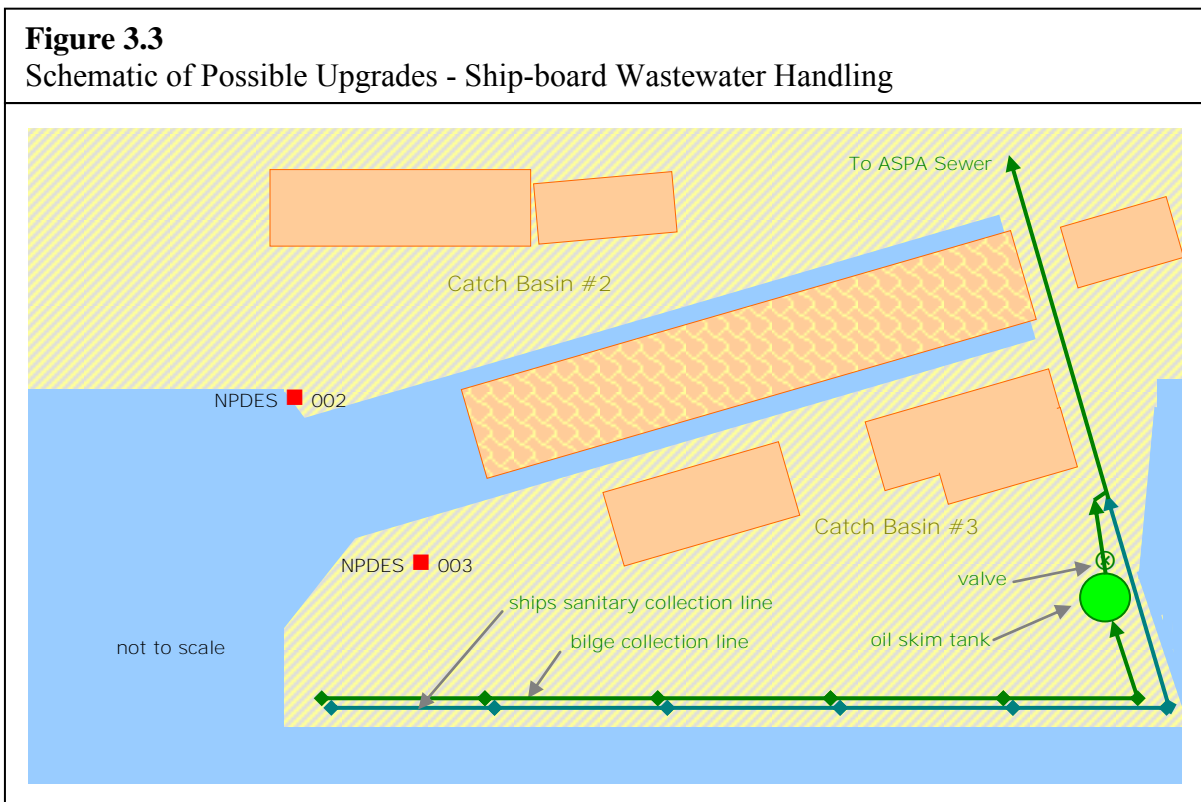 Figure 3.3
Schematic of Possible Upgrades - Ship-board Wastewater Handling
To ASPA Sewer
Catch Basin #2
NPDES 002
Catch Basin #3
NPDES 003
valve
ships sanitary collection line
bilge collection line
oil skim tank
not to scale